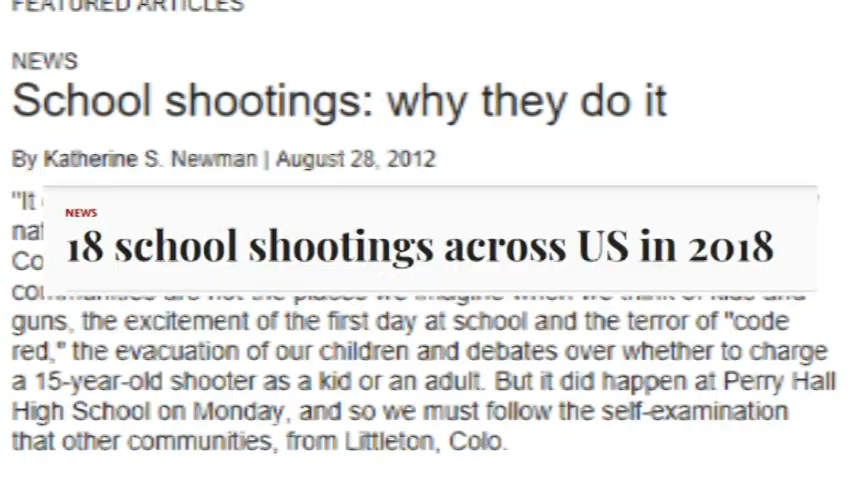 FEATURED ARTICLES
NEWS
School shootings: why they do it
By Katherine S. Newman | August 28, 2012
"It
NEWS
18 school shootings across US in 2018
guns, the excitement of the first day at school and the terror of "code
red," the evacuation of our children and debates over whether to charge
a 15-year-old shooter as a kid or an adult. But it did happen at Perry Hall
High School on Monday, and so we must follow the self-examination
that other communities, from Littleton, Colo.